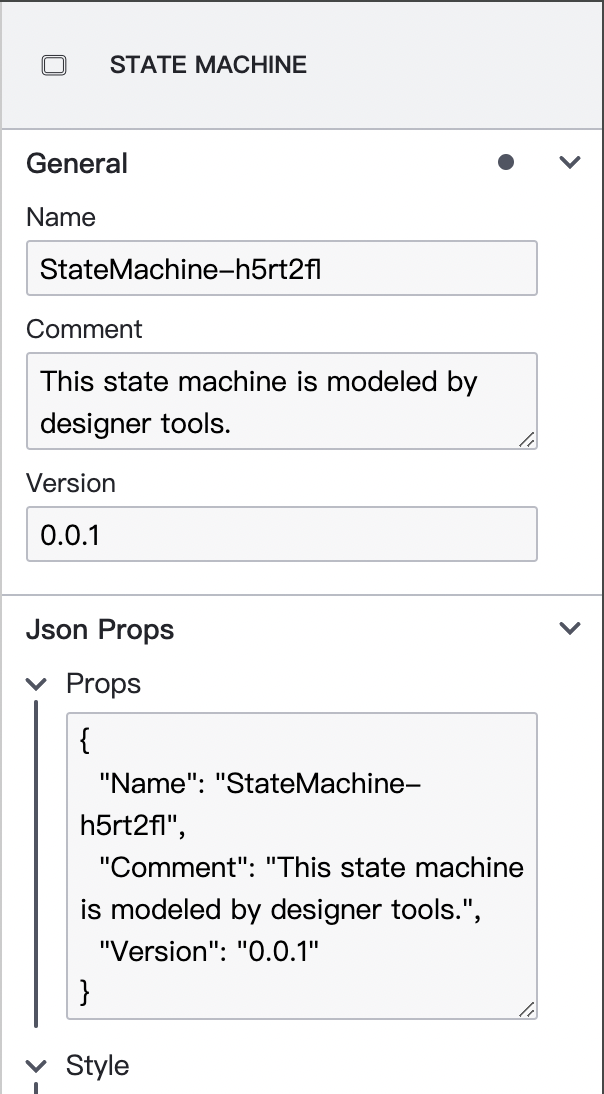 STATE MACHINE
General
Name
StateMachine-h5rt2fl
Comment
This state machine is modeled by
designer tools.
Version
0.0.1
Json Props
Props
{
"Name": "StateMachine-
h5rt2fl",
"Comment": "This state machine
is modeled by designer tools.",
"Version": "0.0.1"
}
Style